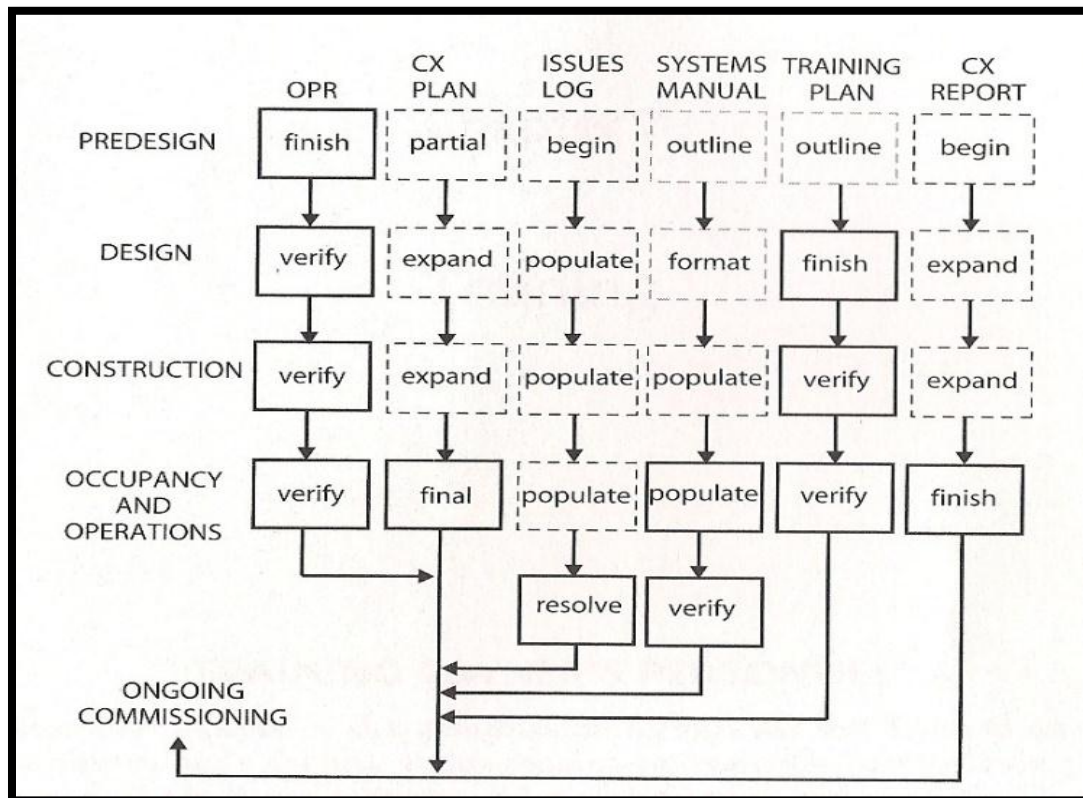 OPR
CX
PLAN
ISSUES
LOG
SYSTEMS
MANUAL
TRAINING
PLAN
CX
REPORT
PREDESIGN
finish
partial
begin
outline
outline
begin
DESIGN
verify
expand
populate
format
finish
expand
CONSTRUCTION
verify
expand
populate
populate
verify
expand
OCCUPANCY
AND
OPERATIONS
verify
final
populate
populate
verify
finish
resolve
verify
ONGOING
COMMISSIONING